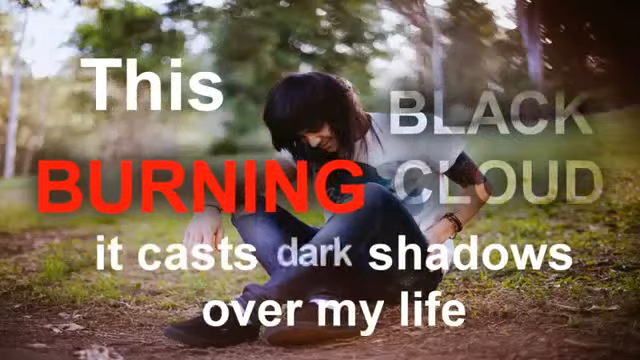 This
BLACK
BURNING
CLOUD
it casts dark shadows
over my life